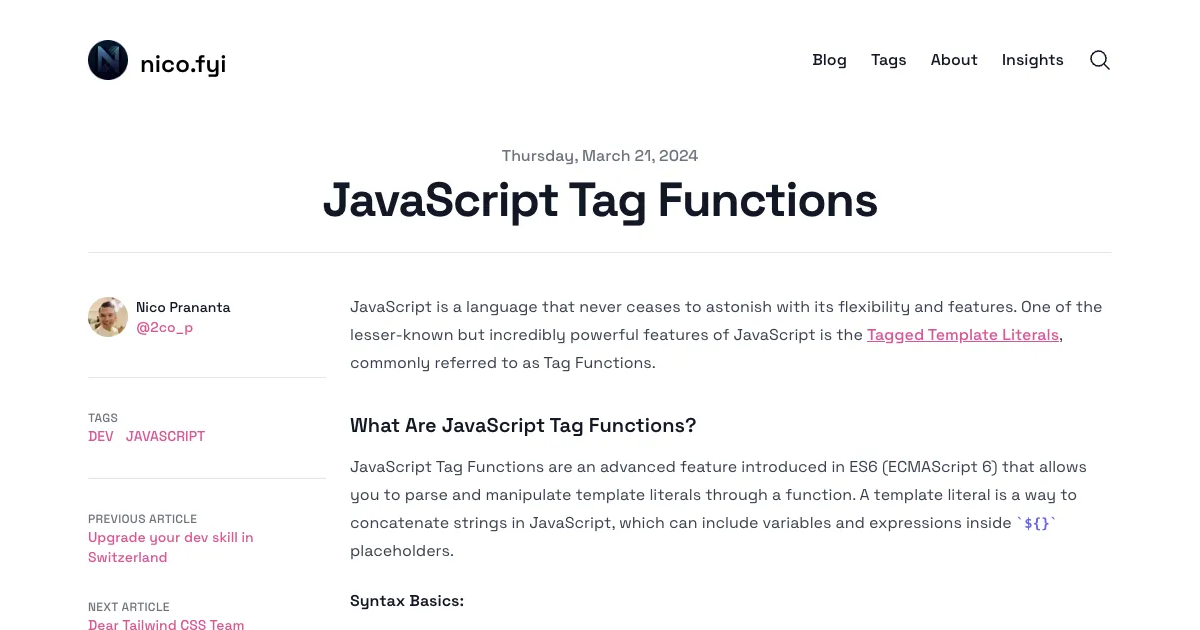 nico.fyi
Blog Tags About Insights
Thursday, March 21, 2024
JavaScript Tag Functions
Nico Prananta
@2co_p
TAGS
DEV JAVASCRIPT
PREVIOUS ARTICLE
Upgrade your dev skill in
Switzerland
NEXT ARTICLE
Dear Tailwind CSS Team
JavaScript is a language that never ceases to astonish with its flexibility and features. One of the
lesser-known but incredibly powerful features of JavaScript is the Tagged Template Literals,
commonly referred to as Tag Functions.
What Are JavaScript Tag Functions?
JavaScript Tag Functions are an advanced feature introduced in ES6 (ECMAScript 6) that allows
you to parse and manipulate template literals through a function. A template literal is a way to
concatenate strings in JavaScript, which can include variables and expressions inside `${}`
placeholders.
Syntax Basics: